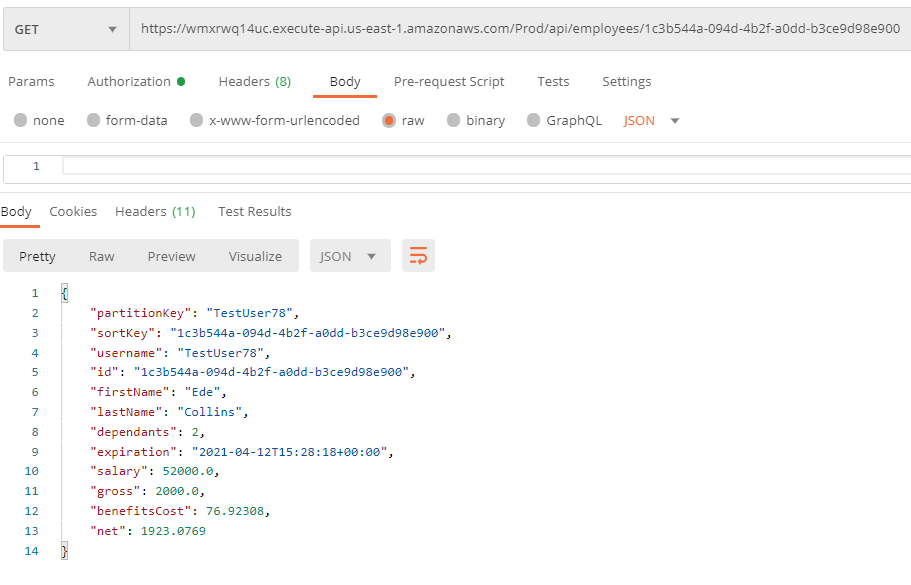 GET https://wmxrwq14uc.execute-api.us-east-1.amazonaws.com/Prod/api/employees/1c3b544a-094d-4b2f-a0dd-b3ce9d98e900
Params Authorization Headers (8) Body Pre-request Script Tests Settings
none form-data x-www-form-urlencoded raw binary GraphQL JSON
1
Body Cookies Headers (11) Test Results
Pretty Raw Preview Visualize JSON
1 {
2 "partitionKey": "TestUser78",
3 "sortKey": "1c3b544a-094d-4b2f-a0dd-b3ce9d98e900",
4 "username": "TestUser78",
5 "id": "1c3b544a-094d-4b2f-a0dd-b3ce9d98e900",
6 "firstName": "Ede",
7 "lastName": "Collins",
8 "dependants": 2,
9 "expiration": "2021-04-12T15:28:18+00:00",
10 "salary": 52000.0,
11 "gross": 2000.0,
12 "benefitsCost": 76.92308,
13 "net": 1923.0769
14 }